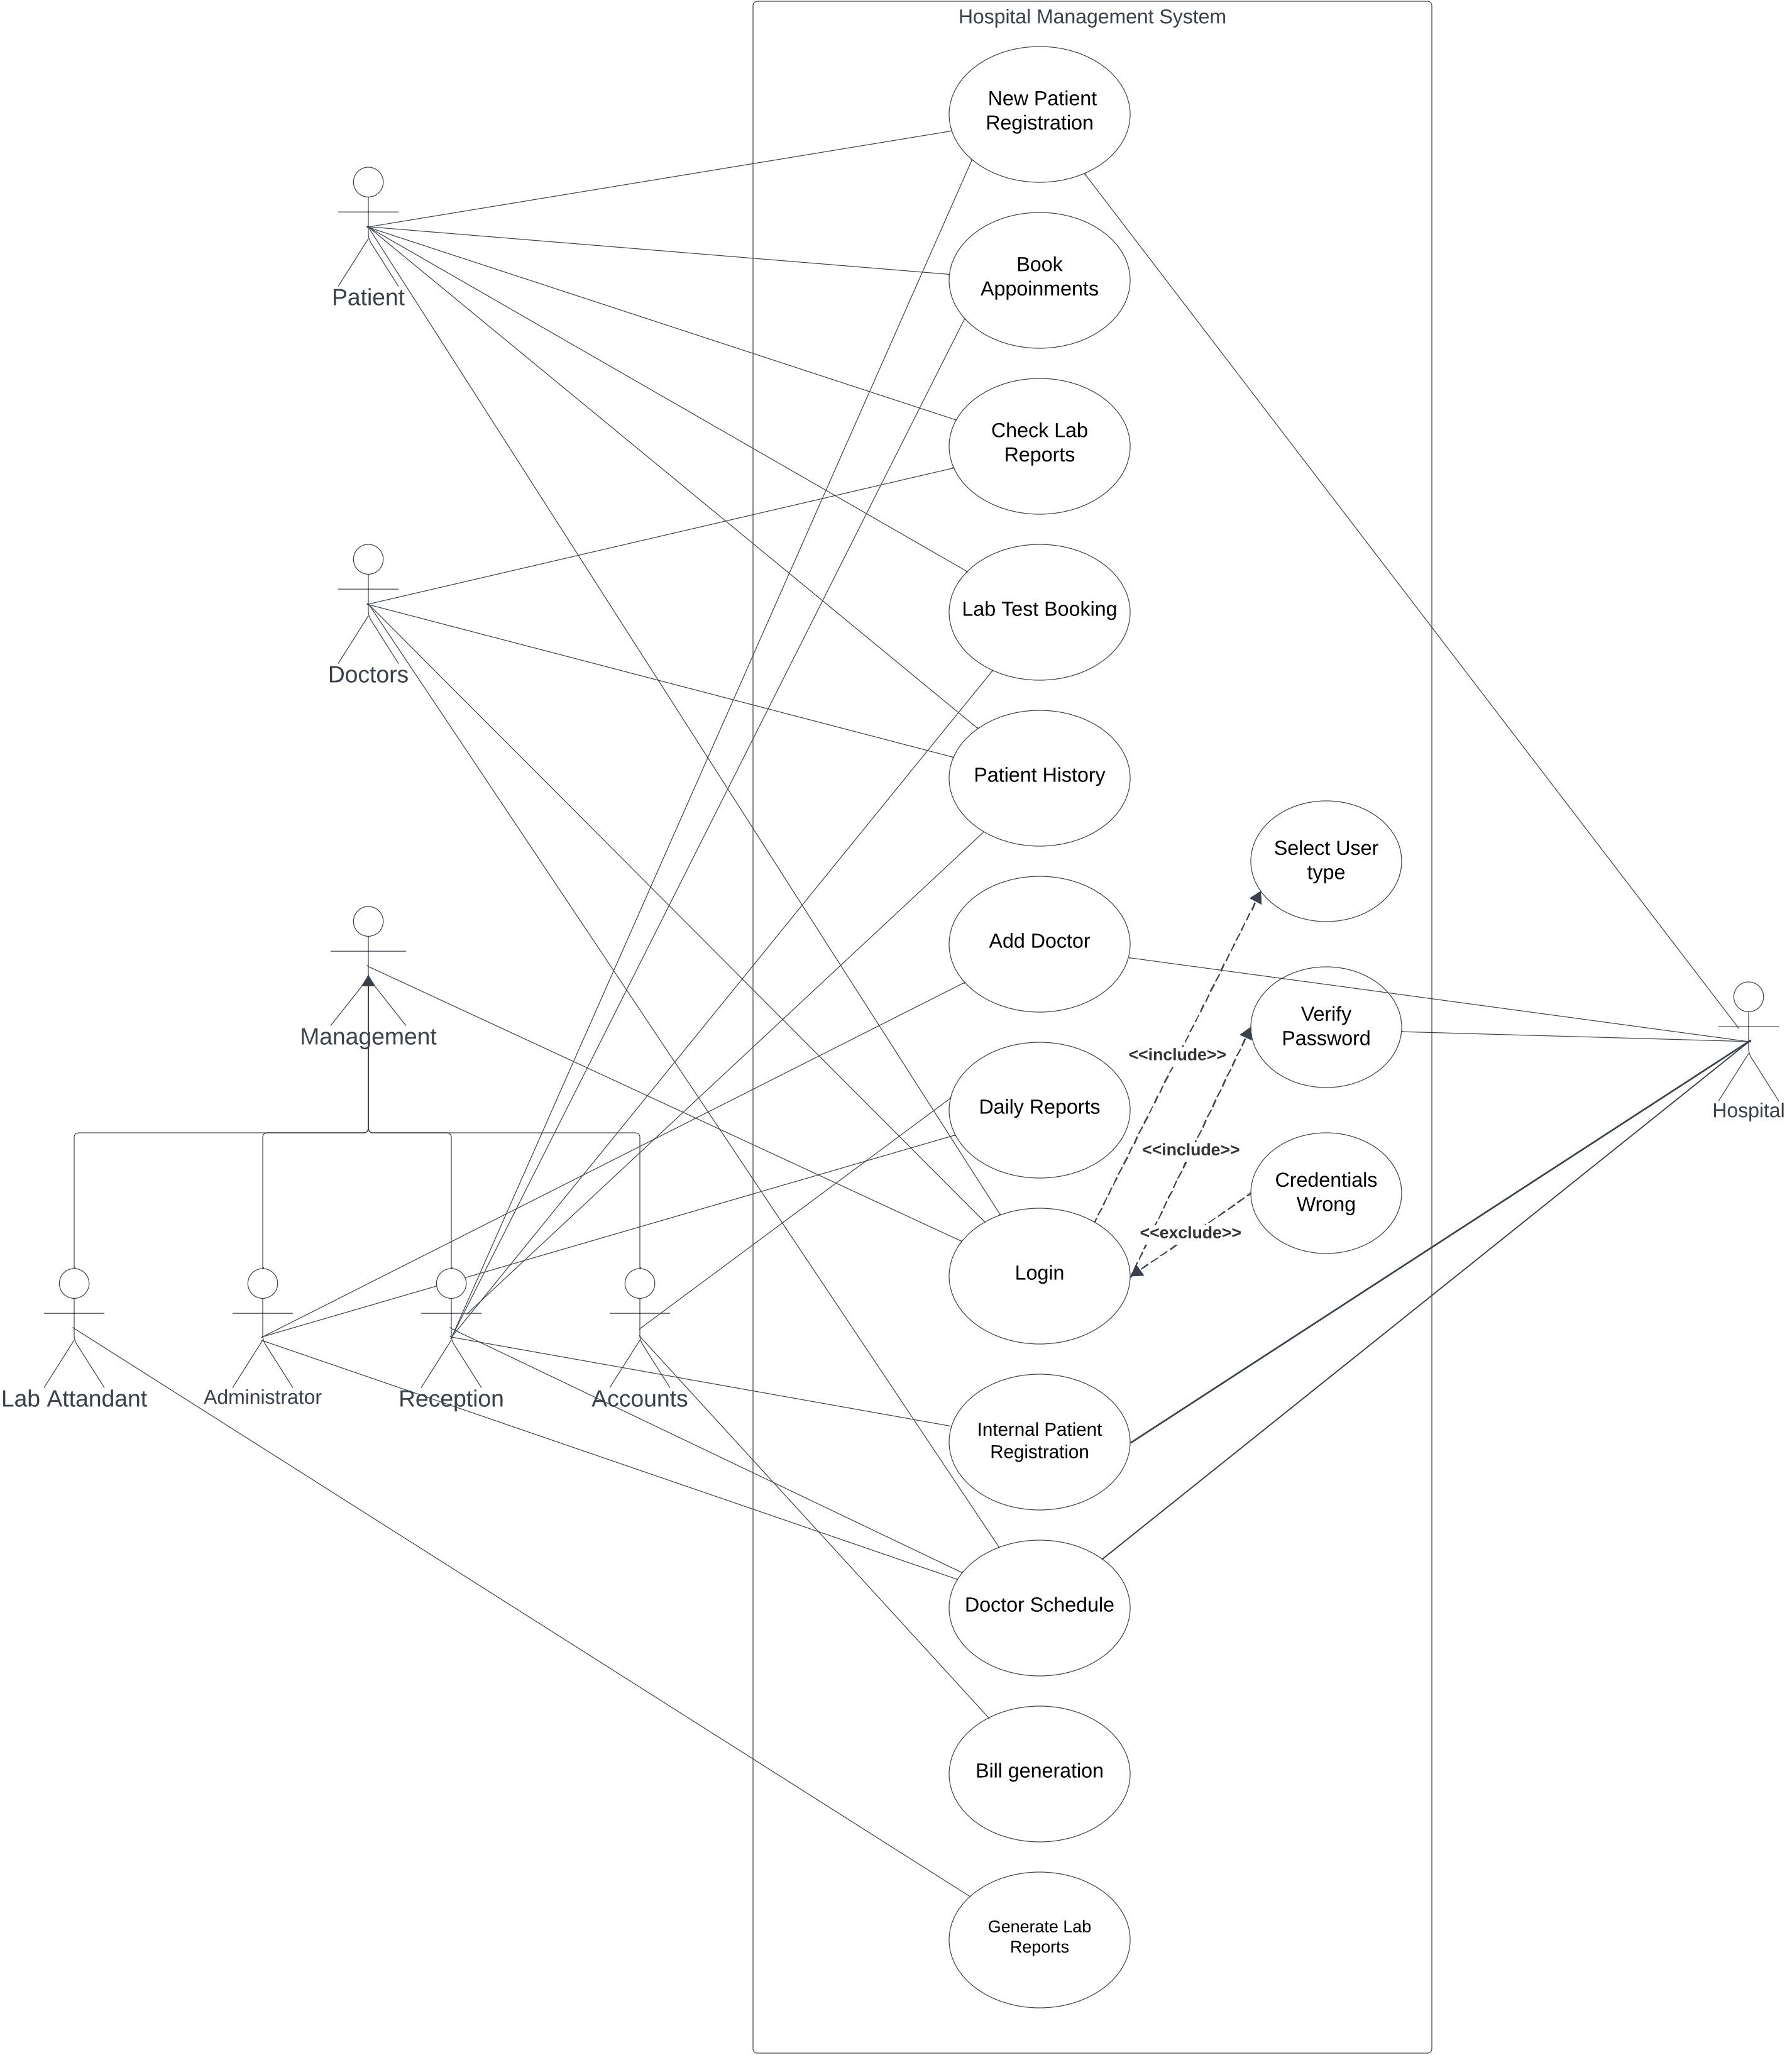 Hospital Management System
New Patient
Registration
Patient
Book
Appoinments
Check Lab
Reports
Doctors
Lab Test Booking
Patient History
Select User
type
Management
Add Doctor
Verify
Password
<<include>>
Hospital
Daily Reports
<<include>>
Credentials
Wrong
<<exclude>>
Login
Lab Attandant
Administrator
Reception
Accounts
Internal Patient
Registration
Doctor Schedule
Bill generation
Generate Lab
Reports